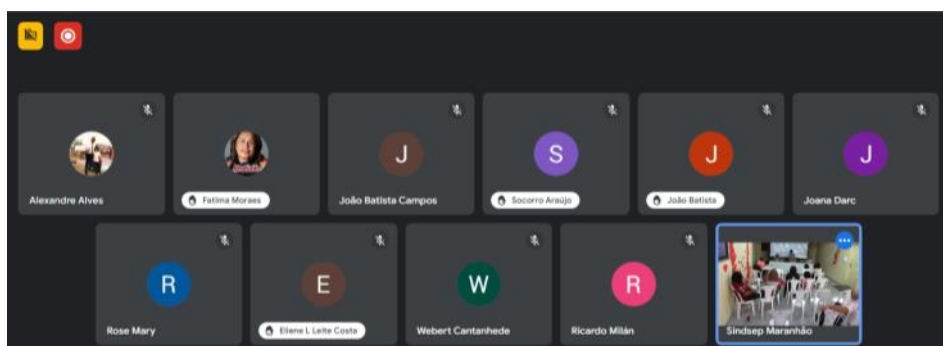 Alexandre Alves
Fatima Moraes
J
João Batista Campos
S
Socorro Araújo
J
João Batista
J
Joana Darc
R
Rose Mary
E
Eliene L Leite Costa
W
Webert Cantanhede
R
Ricardo Milán
Sindsep Maranhão